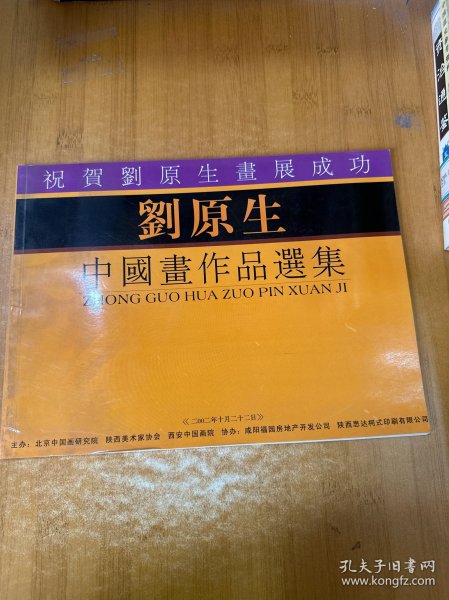 祝賀劉原生畫展成功
劉原生
中國畫作品選集
ZHONG GUO HUA ZUO PIN XUAN JI
《二00二年十月二十二日》
主办：北京中国画研究院 陕西美术家协会 西安中国画院 协办：咸阳福园房地产开发公司 陕西思达柯式印刷有限公司
孔夫子旧书网
www.kongfz.com